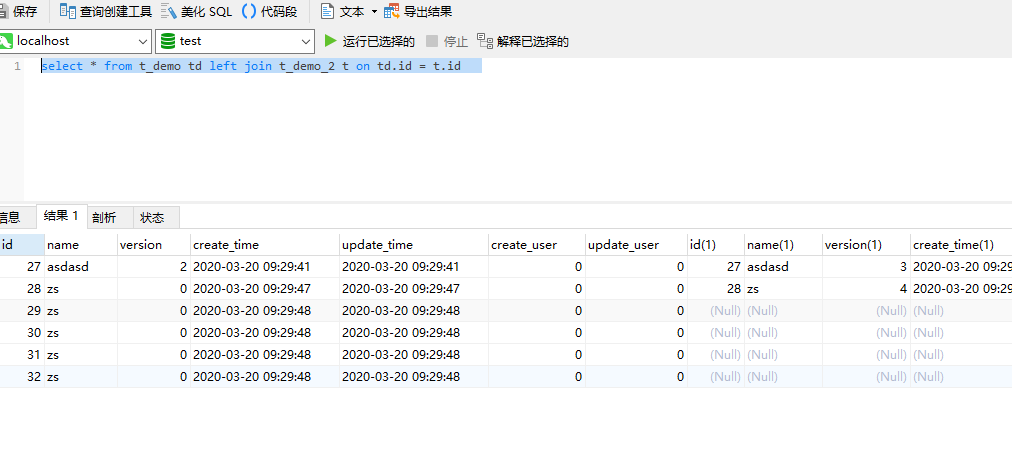 保存 查询创建工具 美化 SQL () 代码段 文本 导出结果
localhost test 运行已选择的 停止 解释已选择的
1 select * from t_demo td left join t_demo_2 t on td.id = t.id
信息 结果 1 剖析 状态
id name version create_time update_time create_user update_user id(1) name(1) version(1) create_time(1)
27 asdasd 2 2020-03-20 09:29:41 2020-03-20 09:29:41 0 0 27 asdasd 3 2020-03-20 09:29
28 zs 0 2020-03-20 09:29:47 2020-03-20 09:29:47 0 0 28 zs 4 2020-03-20 09:29
29 zs 0 2020-03-20 09:29:48 2020-03-20 09:29:48 0 0 (Null) (Null) (Null) (Null)
30 zs 0 2020-03-20 09:29:48 2020-03-20 09:29:48 0 0 (Null) (Null) (Null) (Null)
31 zs 0 2020-03-20 09:29:48 2020-03-20 09:29:48 0 0 (Null) (Null) (Null) (Null)
32 zs 0 2020-03-20 09:29:48 2020-03-20 09:29:48 0 0 (Null) (Null) (Null) (Null)